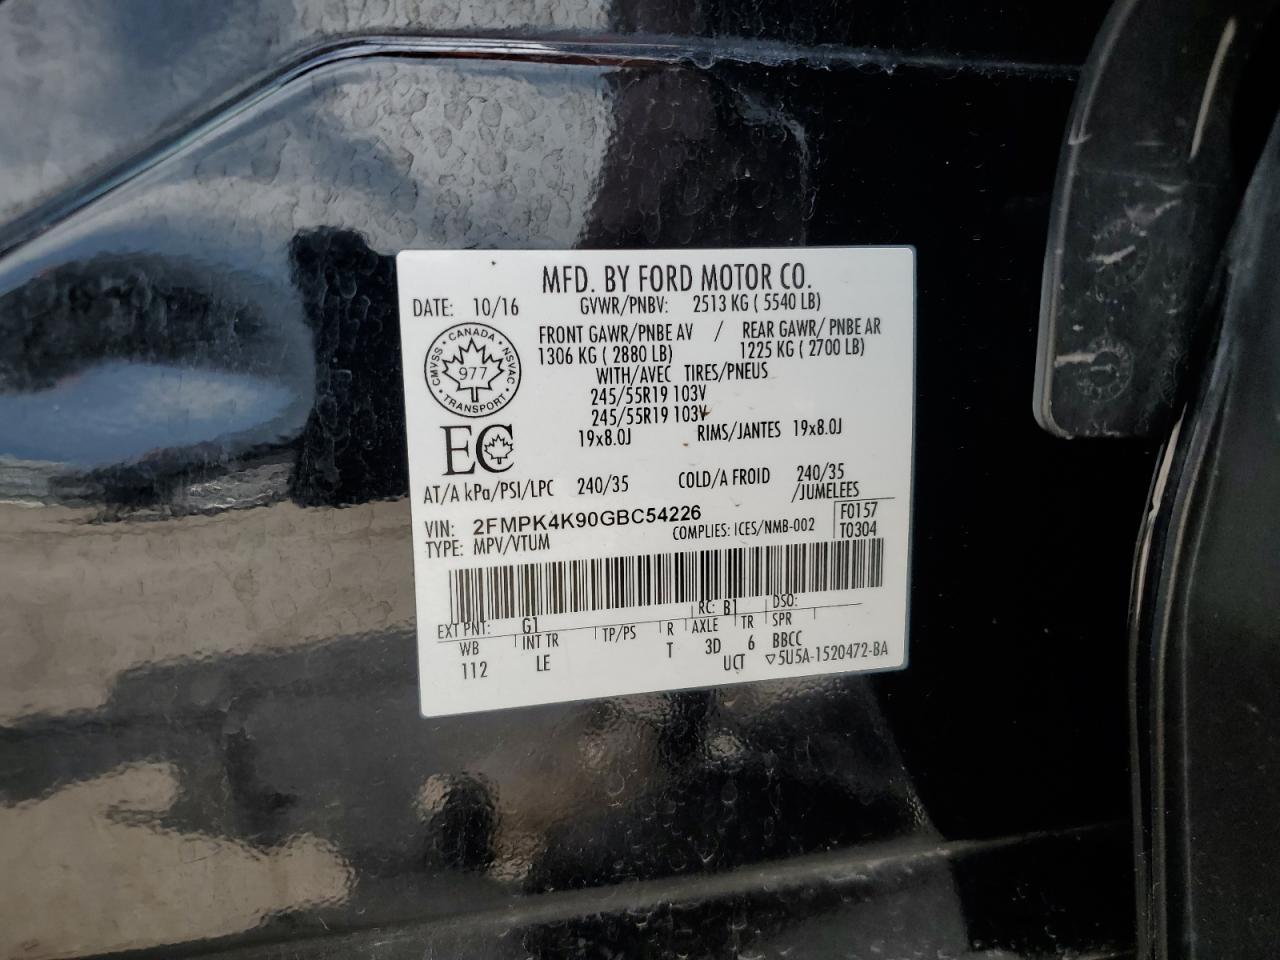 MFD. BY FORD MOTOR CO.
DATE: 10/16 GVWR/PNBV: 2513 KG ( 5540 LB)
FRONT GAWR/PNBE AV / REAR GAWR/ PNBE AR
1306 KG ( 2880 LB) 1225 KG ( 2700 LB)
WITH/AVEC TIRES/PNEUS
245/55R19 103V
245/55R19 103V
19x8.0J RIMS/JANTES 19x8.0J
CANADA
CMVSS NSVAC
977
TRANSPORT
EC
AT/A kPa/PSI/LPC 240/35 COLD/A FROID 240/35
/JUMELEES
VIN: 2FMPK4K90GBC54226 F0157
TYPE: MPV/VTUM COMPLIES: ICES/NMB-002 T0304
EXT PNT: G1 RC: B1 DSO:
WB INT TR TP/PS R AXLE TR SPR
112 LE T 3D 6 BBCC
UCT ▽5U5A-1520472-BA